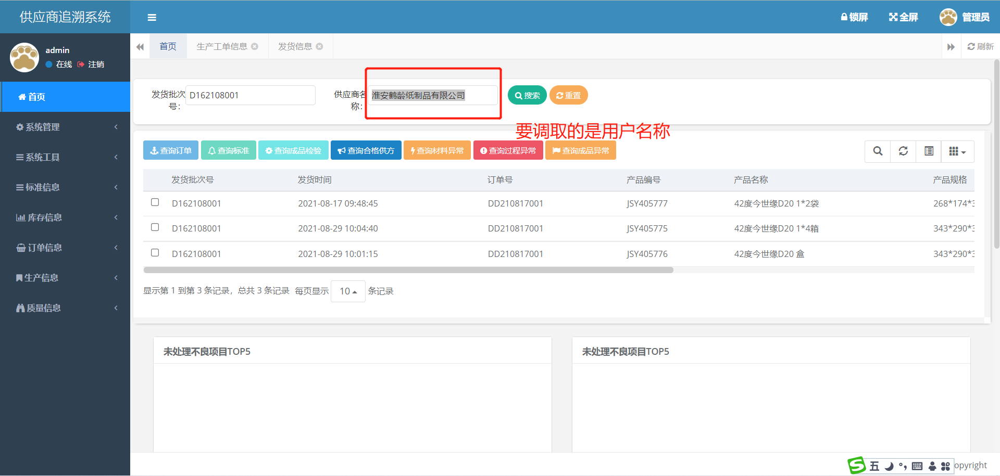 供应商追溯系统
锁屏
全屏
管理员
admin
在线
注销
首页
生产工单信息
发货信息
刷新
首页
系统管理
系统工具
标准信息
库存信息
订单信息
生产信息
质量信息
发货批次号：
D162108001
供应商名称：
淮安鹤龄纸制品有限公司
搜索
重置
要调取的是用户名称
查询订单
查询标准
查询成品检验
查询合格供方
查询材料异常
查询过程异常
查询成品异常
发货批次号 发货时间 订单号 产品编号 产品名称 产品规格
D162108001 2021-08-17 09:48:45 DD210817001 JSY405777 42度今世缘D20 1*2袋 268*174*3
D162108001 2021-08-29 10:04:40 DD210817001 JSY405775 42度今世缘D20 1*4箱 343*290*3
D162108001 2021-08-29 10:01:15 DD210817001 JSY405776 42度今世缘D20 盒 343*290*3
显示第 1 到第 3 条记录，总共 3 条记录 每页显示 10 条记录
未处理不良项目TOP5
未处理不良项目TOP5
五
opyright